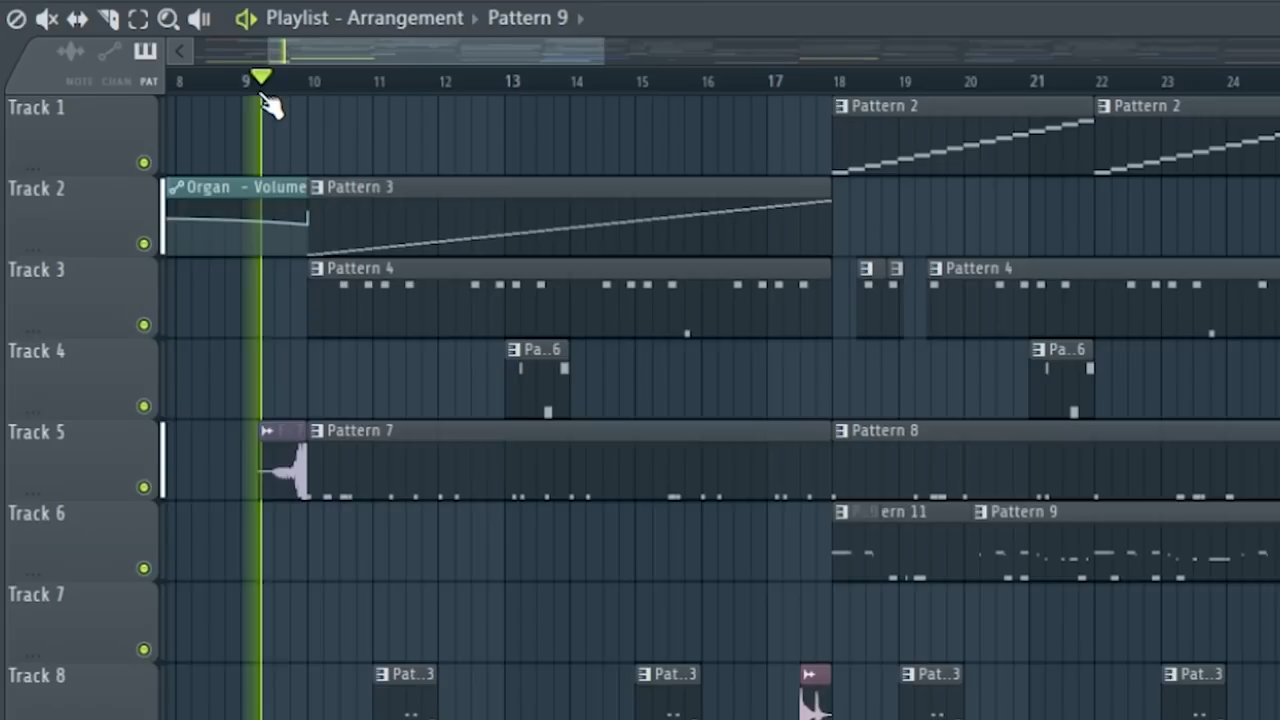 Playlist - Arrangement › Pattern 9 ›
NOTE CHAN PAT
8 9 10 11 12 13 14 15 16 17 18 19 20 21 22 23 24
Track 1
Pattern 2 Pattern 2
Track 2
Organ - Volume Pattern 3
Track 3
Pattern 4 Pattern 4
Track 4
Pa..6 Pa..6
Track 5
Pattern 7 Pattern 8
Track 6
ern 11 Pattern 9
Track 7
Track 8
Pat..3 Pat..3 Pat..3 Pat..3